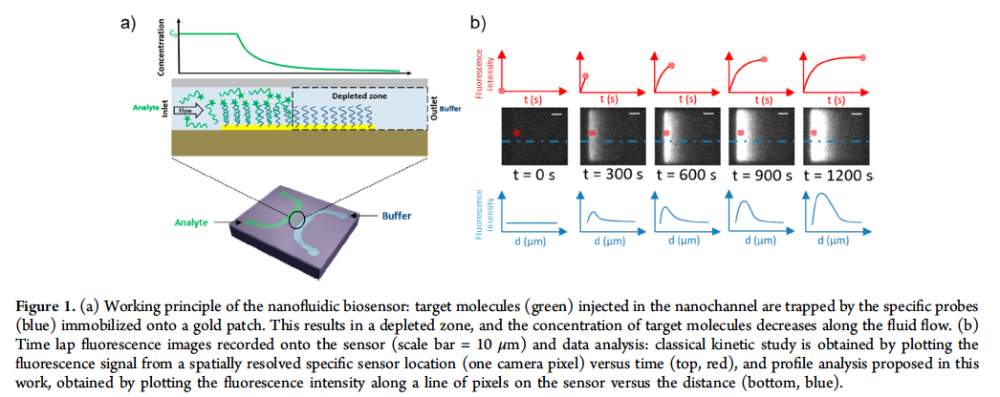 a)
Concentrration
C₀
Depleted zone
Analyte
Inlet
Flow
Outlet
Buffer
Analyte
Buffer
b)
Fluorescence
intensity
t (s)
t (s)
t (s)
t (s)
t (s)
t = 0 s
t = 300 s
t = 600 s
t = 900 s
t = 1200 s
Fluorescence
intensity
d (μm)
d (μm)
d (μm)
d (μm)
d (μm)
Figure 1. (a) Working principle of the nanofluidic biosensor: target molecules (green) injected in the nanochannel are trapped by the specific probes
(blue) immobilized onto a gold patch. This results in a depleted zone, and the concentration of target molecules decreases along the fluid flow. (b)
Time lap fluorescence images recorded onto the sensor (scale bar = 10 μm) and data analysis: classical kinetic study is obtained by plotting the
fluorescence signal from a spatially resolved specific sensor location (one camera pixel) versus time (top, red), and profile analysis proposed in this
work, obtained by plotting the fluorescence intensity along a line of pixels on the sensor versus the distance (bottom, blue).